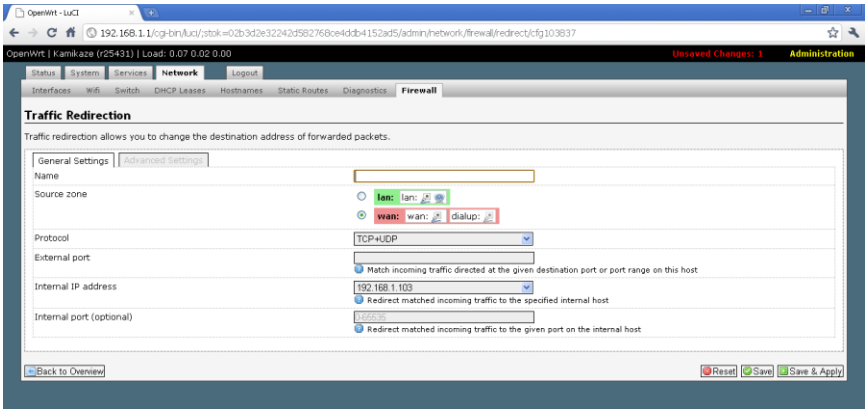 OpenWrt - LuCI
192.168.1.1/cgi-bin/luci/;stok=02b3d2e32242d582768ce4ddb4152ad5/admin/network/firewall/redirect/cfg103837
OpenWrt | Kamikaze (r25431) | Load: 0.07 0.02 0.00
Unsaved Changes: 1 Administration
Status System Services Network Logout
Interfaces Wifi Switch DHCP Leases Hostnames Static Routes Diagnostics Firewall
Traffic Redirection
Traffic redirection allows you to change the destination address of forwarded packets.
General Settings Advanced Settings
Name
Source zone
lan: lan:
wan: wan: dialup:
Protocol TCP+UDP
External port
Match incoming traffic directed at the given destination port or port range on this host
Internal IP address 192.168.1.103
Redirect matched incoming traffic to the specified internal host
Internal port (optional) 0-65535
Redirect matched incoming traffic to the given port on the internal host
Back to Overview Reset Save Save & Apply